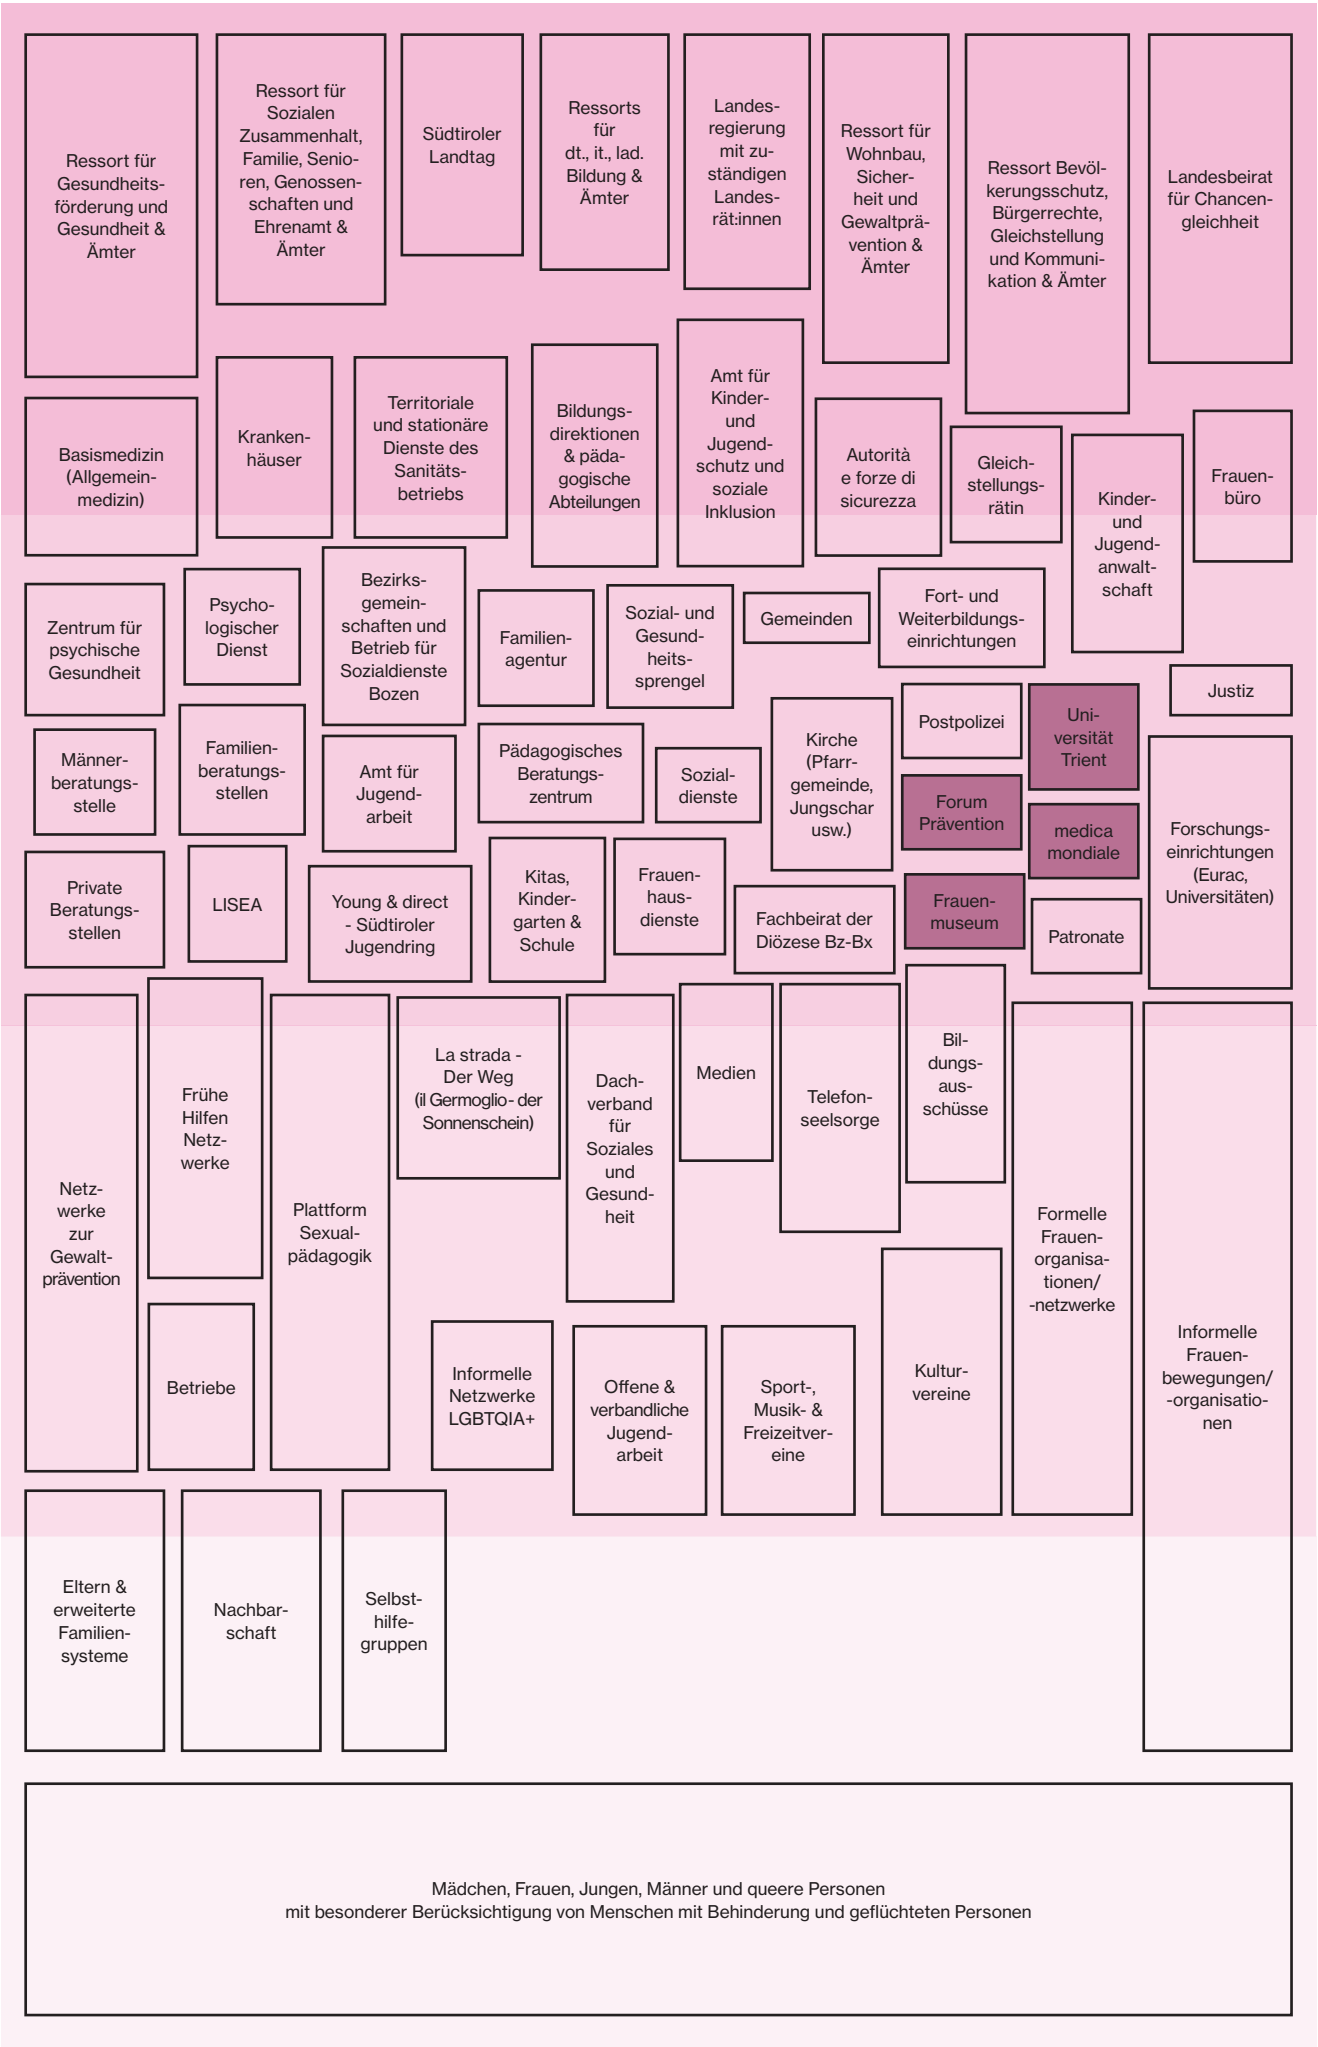 Ressort für
Gesundheits-
förderung und
Gesundheit &
Ämter
Ressort für
Sozialen
Zusammenhalt,
Familie, Senio-
ren, Genossen-
schaften und
Ehrenamt &
Ämter
Südtiroler
Landtag
Ressorts
für
dt., it., lad.
Bildung &
Ämter
Landes-
regierung
mit zu-
ständigen
Landes-
rät:innen
Ressort für
Wohnbau,
Sicher-
heit und
Gewaltprä-
vention &
Ämter
Ressort Bevöl-
kerungsschutz,
Bürgerrechte,
Gleichstellung
und Kommuni-
kation & Ämter
Landesbeirat
für Chancen-
gleichheit
Basismedizin
(Allgemein-
medizin)
Kranken-
häuser
Territoriale
und stationäre
Dienste des
Sanitäts-
betriebs
Bildungs-
direktionen
& päda-
gogische
Abteilungen
Amt für
Kinder-
und
Jugend-
schutz und
soziale
Inklusion
Autorità
e forze di
sicurezza
Gleich-
stellungs-
rätin
Kinder-
und
Jugend-
anwalt-
schaft
Frauen-
büro
Zentrum für
psychische
Gesundheit
Psycho-
logischer
Dienst
Bezirks-
gemein-
schaften und
Betrieb für
Sozialdienste
Bozen
Familien-
agentur
Sozial- und
Gesund-
heits-
sprengel
Gemeinden
Fort- und
Weiterbildungs-
einrichtungen
Justiz
Männer-
beratungs-
stelle
Familien-
beratungs-
stellen
Amt für
Jugend-
arbeit
Pädagogisches
Beratungs-
zentrum
Sozial-
dienste
Kirche
(Pfarr-
gemeinde,
Jungschar
usw.)
Postpolizei
Uni-
versität
Trient
Forum
Prävention
medica
mondiale
Forschungs-
einrichtungen
(Eurac,
Universitäten)
Private
Beratungs-
stellen
LISEA
Young & direct
- Südtiroler
Jugendring
Kitas,
Kinder-
garten &
Schule
Frauen-
haus-
dienste
Fachbeirat der
Diözese Bz-Bx
Frauen-
museum
Patronate
Netz-
werke
zur
Gewalt-
prävention
Frühe
Hilfen
Netz-
werke
Plattform
Sexual-
pädagogik
La strada -
Der Weg
(il Germoglio - der
Sonnenschein)
Dach-
verband
für
Soziales
und
Gesund-
heit
Medien
Telefon-
seelsorge
Bil-
dungs-
aus-
schüsse
Formelle
Frauen-
organisa-
tionen/
-netzwerke
Informelle
Frauen-
bewegungen/
-organisatio-
nen
Betriebe
Informelle
Netzwerke
LGBTQIA+
Offene &
verbandliche
Jugend-
arbeit
Sport-,
Musik- &
Freizeitver-
eine
Kultur-
vereine
Eltern &
erweiterte
Familien-
systeme
Nachbar-
schaft
Selbst-
hilfe-
gruppen
Mädchen, Frauen, Jungen, Männer und queere Personen
mit besonderer Berücksichtigung von Menschen mit Behinderung und geflüchteten Personen